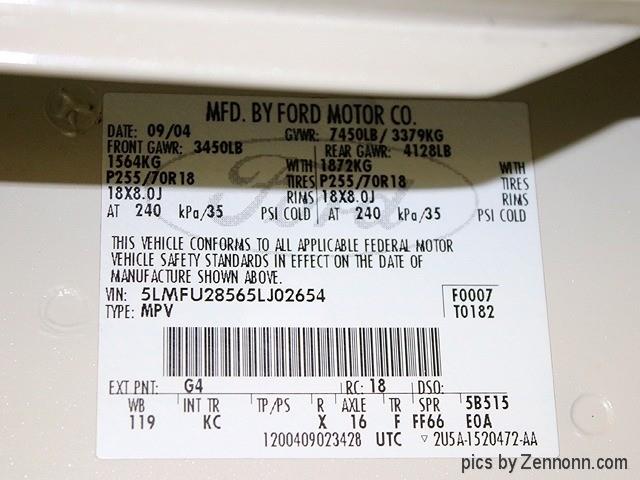 MFD. BY FORD MOTOR CO.
DATE: 09/04 GVWR: 7450LB/ 3379KG
FRONT GAWR: 3450LB REAR GAWR: 4128LB
1564KG WITH 1872KG WITH
P255/70R18 TIRES P255/70R18 TIRES
18X8.0J RIMS 18X8.0J RIMS
AT 240 kPa/35 PSI COLD AT 240 kPa/35 PSI COLD
Ford
THIS VEHICLE CONFORMS TO ALL APPLICABLE FEDERAL MOTOR
VEHICLE SAFETY STANDARDS IN EFFECT ON THE DATE OF
MANUFACTURE SHOWN ABOVE.
VIN: 5LMFU28565LJ02654 F0007
TYPE: MPV T0182
EXT PNT: G4 RC: 18 DSO:
WB INT TR TP/PS R AXLE TR SPR 5B515
119 KC X 16 F FF66 E0A
1200409023428 UTC ▽ 2U5A-1520472-AA
pics by Zennonn.com